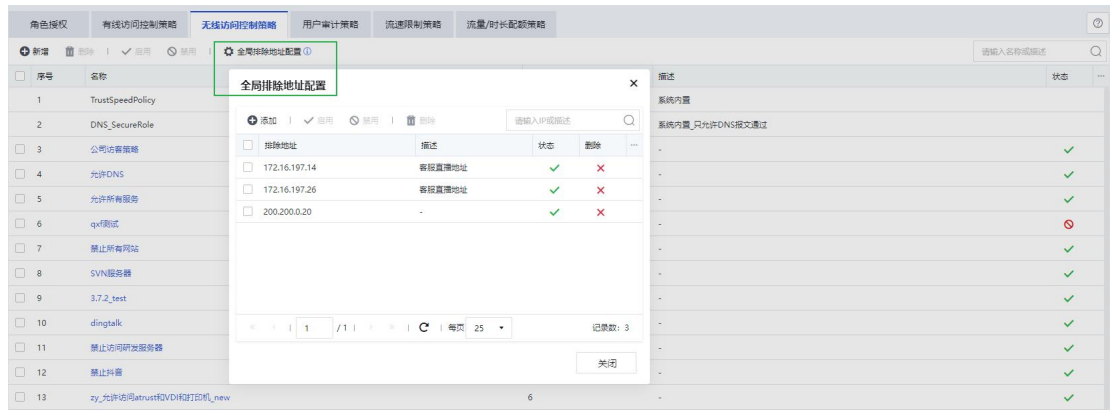 角色授权 有线访问控制策略 无线访问控制策略 用户审计策略 流速限制策略 流量/时长配额策略
新增 删除 启用 禁用 全局排除地址配置 请输入名称或描述
序号 名称 描述 状态
1 TrustSpeedPolicy 系统内置
2 DNS_SecureRole 系统内置_只允许DNS报文通过
3 公司访客策略 -
4 允许DNS -
5 允许所有服务 -
6 qxf测试 -
7 禁止所有网站 -
8 SVN服务器 -
9 3.7.2_test -
10 dingtalk -
11 禁止访问研发服务器 -
12 禁止抖音 -
13 zy_允许访问atrust和VDI和打印机_new 6 -
全局排除地址配置
添加 启用 禁用 删除 请输入IP或描述
排除地址 描述 状态 删除
172.16.197.14 客服直播地址
172.16.197.26 客服直播地址
200.200.0.20 -
1 / 1 每页 25 记录数: 3
关闭